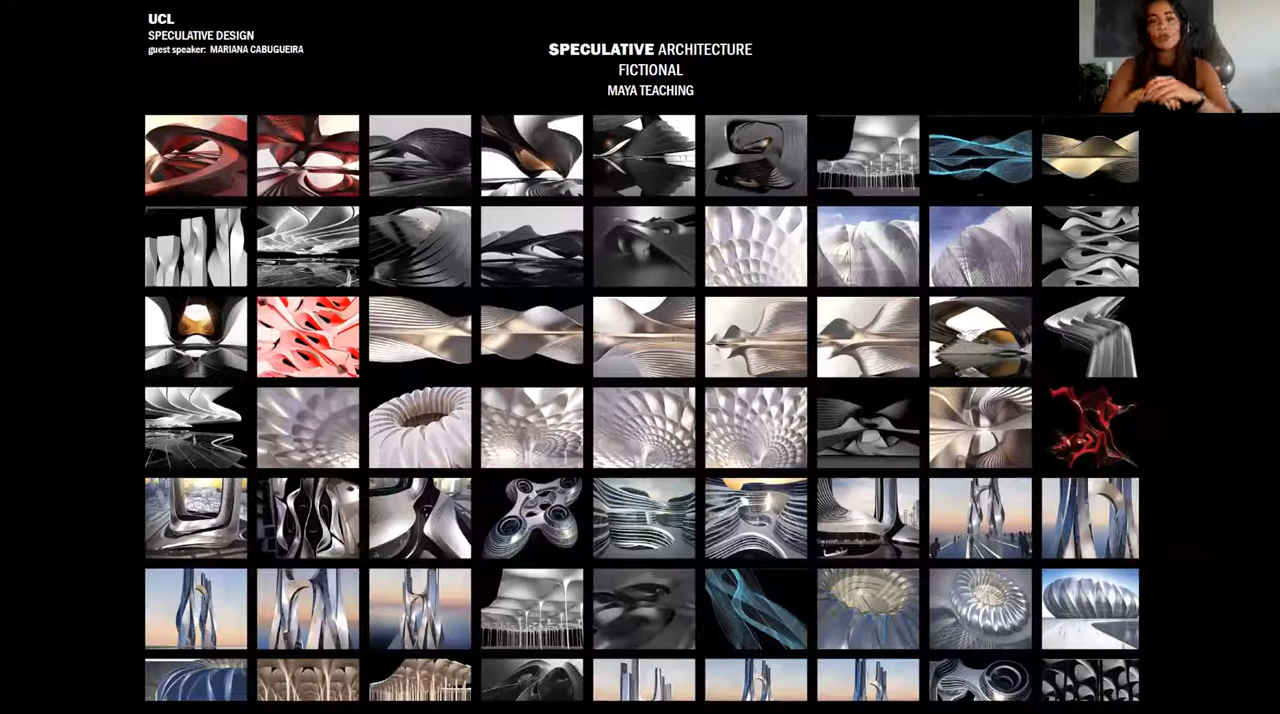 UCL
SPECULATIVE DESIGN
guest speaker: MARIANA CABUGUEIRA
SPECULATIVE ARCHITECTURE
FICTIONAL
MAYA TEACHING